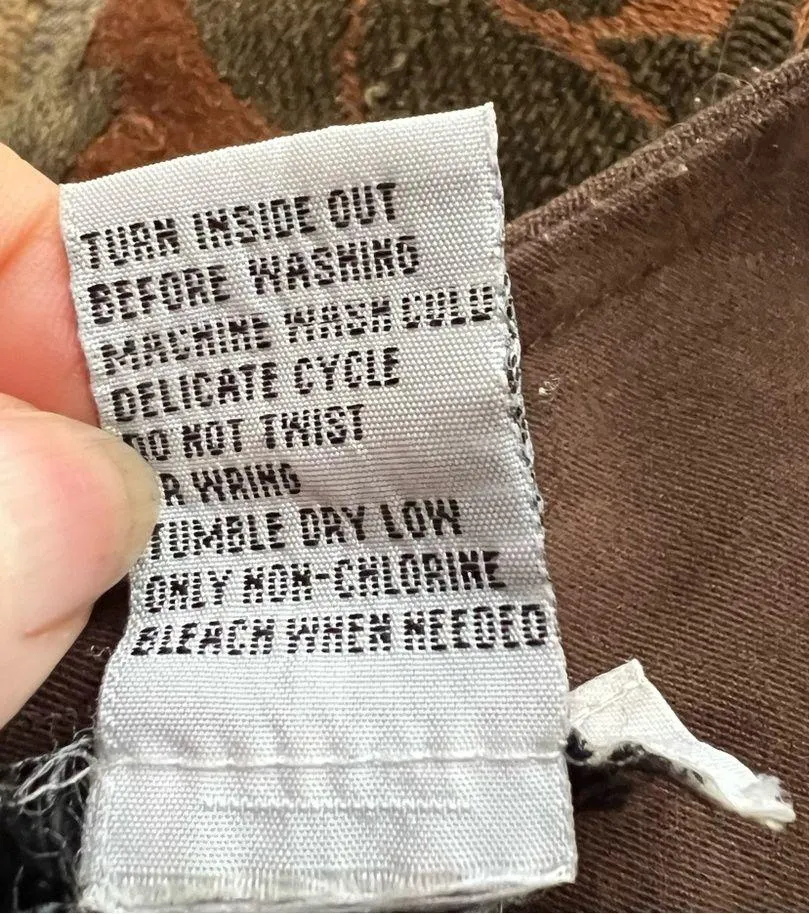 TURN INSIDE OUT
BEFORE WASHING
MACHINE WASH COLD
DELICATE CYCLE
DO NOT TWIST
R WRING
TUMBLE DRY LOW
ONLY NON-CHLORINE
BLEACH WHEN NEEDED